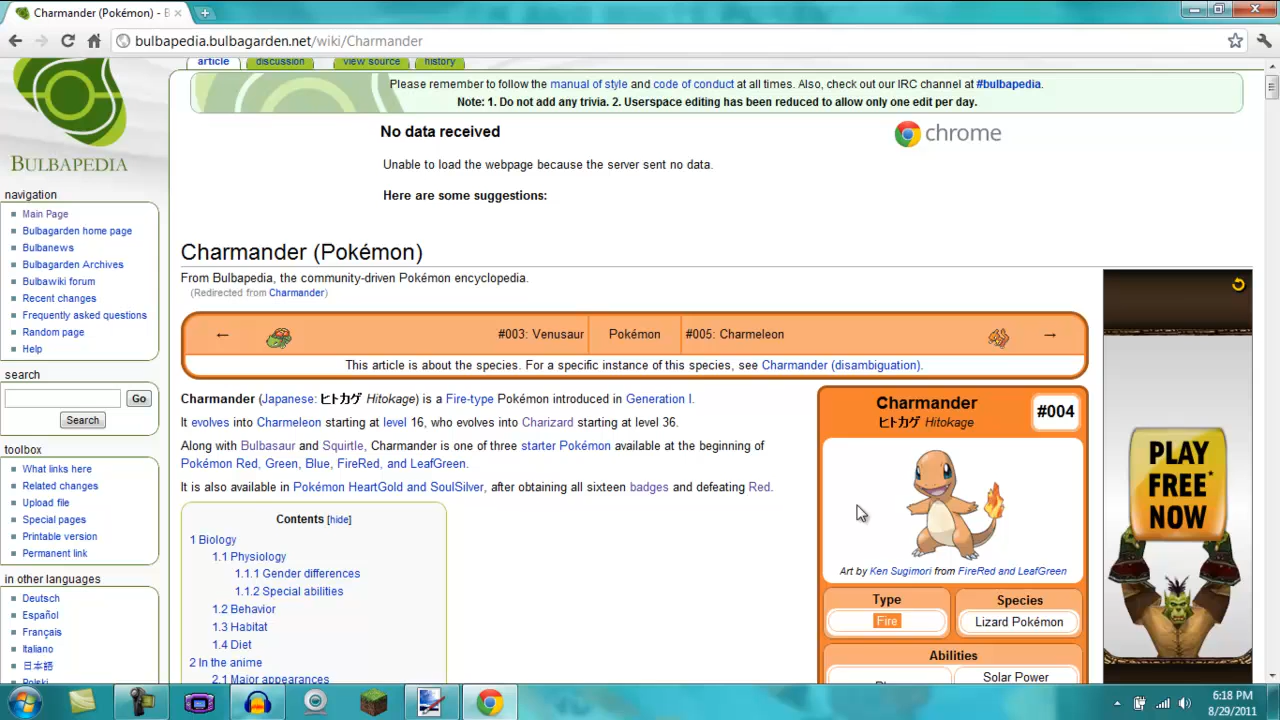 Charmander (Pokémon) - B
bulbapedia.bulbagarden.net/wiki/Charmander
article
discussion
view source
history
Please remember to follow the manual of style and code of conduct at all times. Also, check out our IRC channel at #bulbapedia.
Note: 1. Do not add any trivia. 2. Userspace editing has been reduced to allow only one edit per day.
BULBAPEDIA
No data received
chrome
Unable to load the webpage because the server sent no data.
Here are some suggestions:
navigation
Main Page
Bulbagarden home page
Bulbanews
Bulbagarden Archives
Bulbawiki forum
Recent changes
Frequently asked questions
Random page
Help
search
Go
Search
toolbox
What links here
Related changes
Upload file
Special pages
Printable version
Permanent link
in other languages
Deutsch
Español
Français
Italiano
日本語
Polski
Charmander (Pokémon)
From Bulbapedia, the community-driven Pokémon encyclopedia.
(Redirected from Charmander)
← #003: Venusaur Pokémon #005: Charmeleon →
This article is about the species. For a specific instance of this species, see Charmander (disambiguation).
Charmander (Japanese: ヒトカゲ Hitokage) is a Fire-type Pokémon introduced in Generation I.
It evolves into Charmeleon starting at level 16, who evolves into Charizard starting at level 36.
Along with Bulbasaur and Squirtle, Charmander is one of three starter Pokémon available at the beginning of
Pokémon Red, Green, Blue, FireRed, and LeafGreen.
It is also available in Pokémon HeartGold and SoulSilver, after obtaining all sixteen badges and defeating Red.
Contents [hide]
1 Biology
1.1 Physiology
1.1.1 Gender differences
1.1.2 Special abilities
1.2 Behavior
1.3 Habitat
1.4 Diet
2 In the anime
2.1 Major appearances
Charmander
ヒトカゲ Hitokage
#004
Art by Ken Sugimori from FireRed and LeafGreen
Type
Fire
Species
Lizard Pokémon
Abilities
Solar Power
PLAY
FREE*
NOW
6:18 PM
8/29/2011